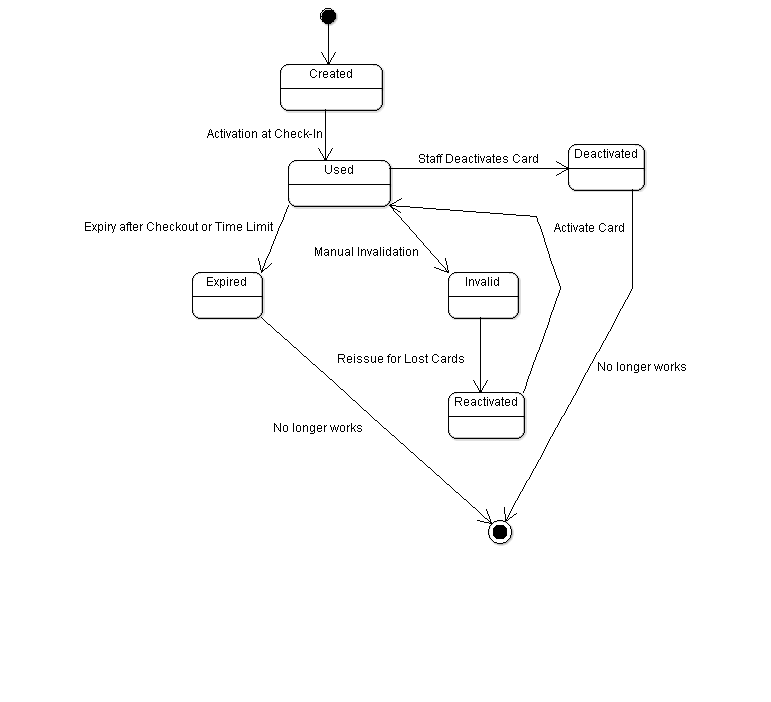 Created
Activation at Check-In
Staff Deactivates Card
Deactivated
Used
Expiry after Checkout or Time Limit
Manual Invalidation
Activate Card
Expired
Invalid
Reissue for Lost Cards
No longer works
Reactivated
No longer works